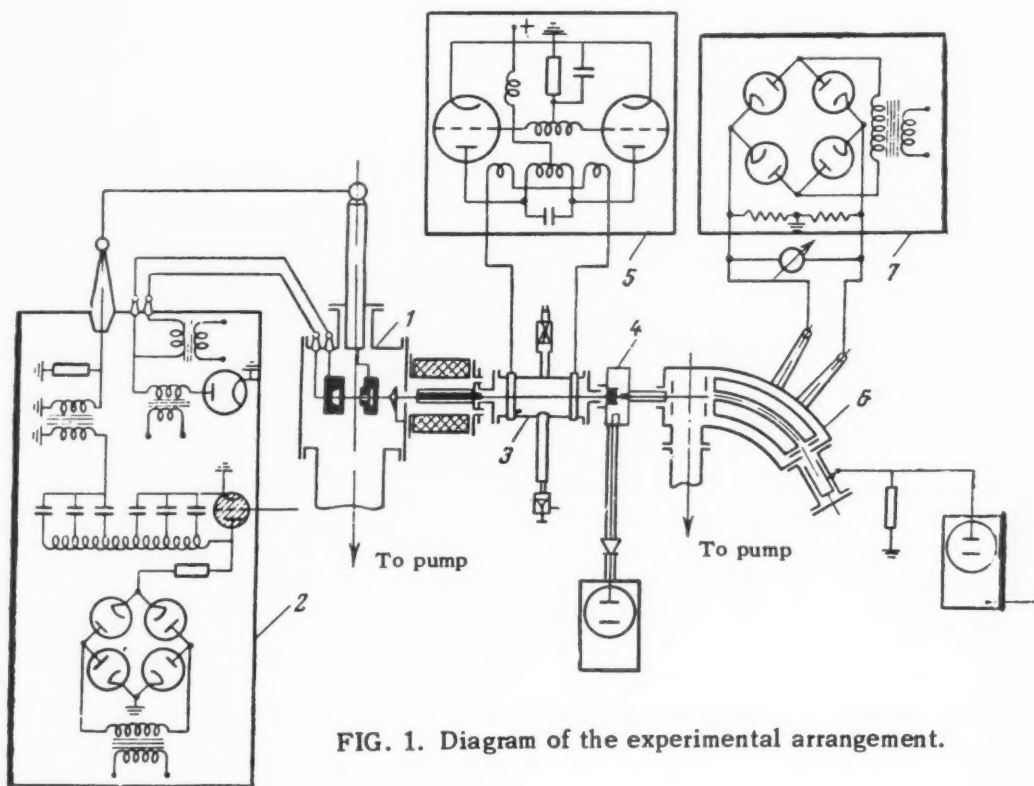 +
5
7
1
4
3
6
To pump
To pump
2
FIG. 1. Diagram of the experimental arrangement.